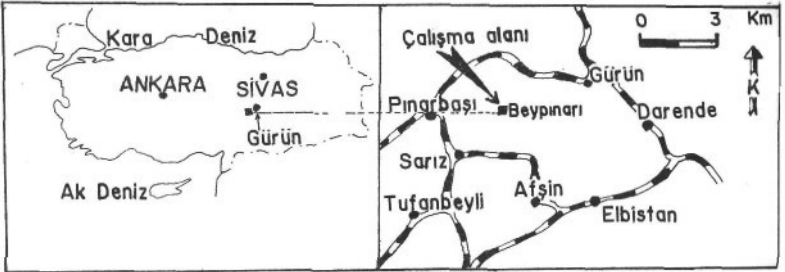 Kara Deniz
ANKARA
SİVAS
Gürün
Ak Deniz
0 3 Km
Çalışma alanı
K
Gürün
Pınarbaşı
Beypınarı
Darende
Sarız
Afşin
Tufanbeyli
Elbistan